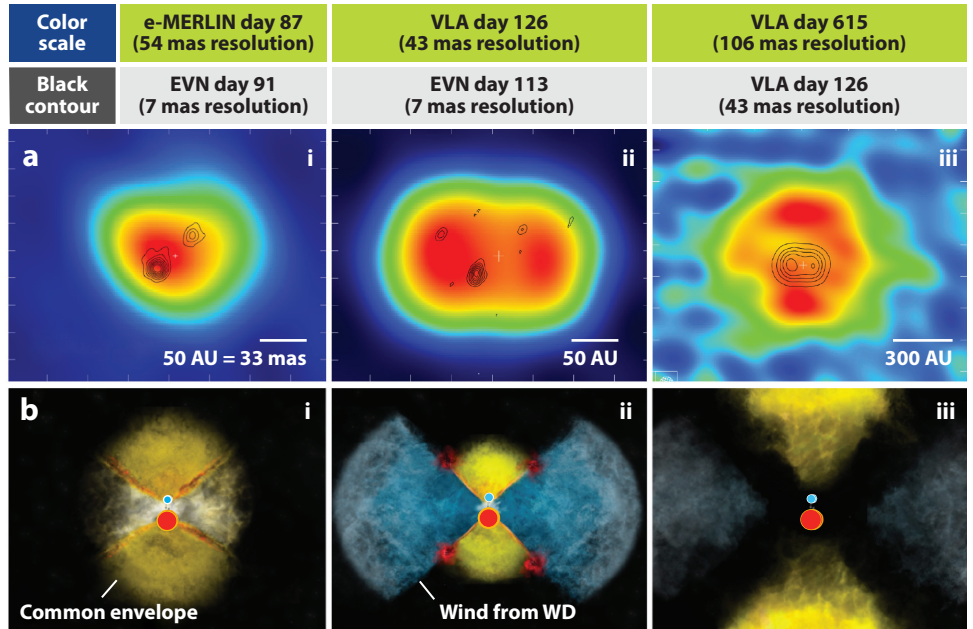 Color
scale
e-MERLIN day 87
(54 mas resolution)
VLA day 126
(43 mas resolution)
VLA day 615
(106 mas resolution)
Black
contour
EVN day 91
(7 mas resolution)
EVN day 113
(7 mas resolution)
VLA day 126
(43 mas resolution)
a
i
50 AU = 33 mas
ii
50 AU
iii
300 AU
b
i
Common envelope
ii
Wind from WD
iii